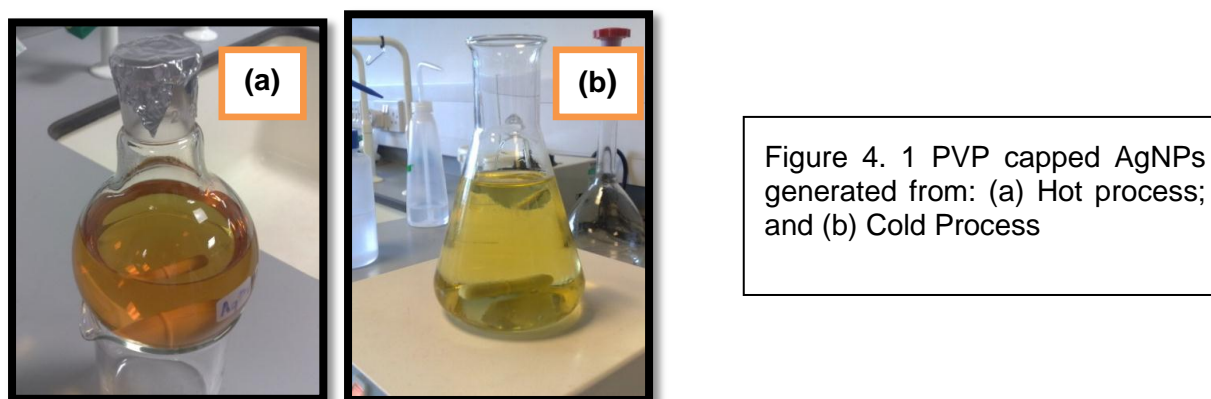 (a)
(b)
Figure 4. 1 PVP capped AgNPs
generated from: (a) Hot process;
and (b) Cold Process